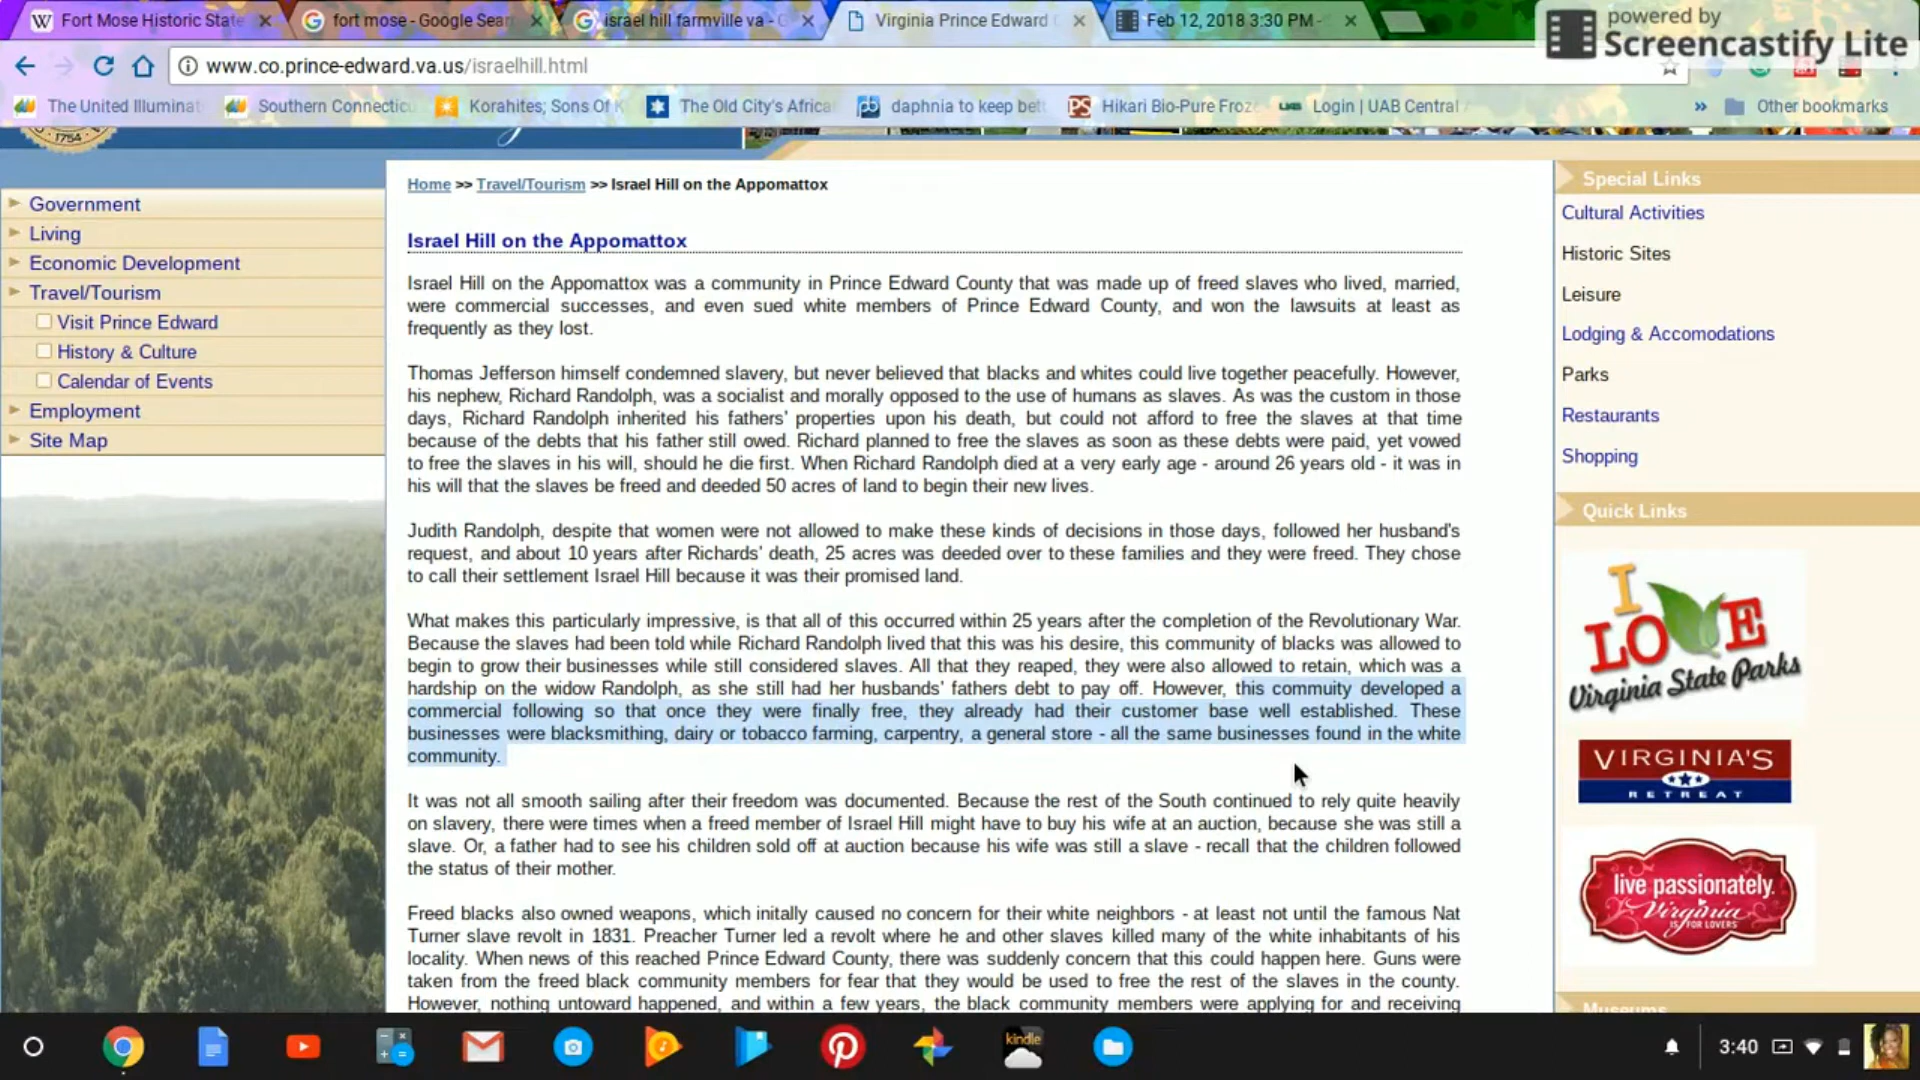 Fort Mose Historic State
fort mose - Google Sear
israel hill farmville va - G
Virginia Prince Edward
Feb 12, 2018 3:30 PM -
powered by
Screencastify Lite
www.co.prince-edward.va.us/israelhill.html
The United Illuminat
Southern Connectic
Korahites; Sons Of K
The Old City's Africa
daphnia to keep bet
Hikari Bio-Pure Froz
Login | UAB Central
Other bookmarks
1754
Home >> Travel/Tourism >> Israel Hill on the Appomattox
Government
Living
Economic Development
Travel/Tourism
Visit Prince Edward
History & Culture
Calendar of Events
Employment
Site Map
Israel Hill on the Appomattox
Israel Hill on the Appomattox was a community in Prince Edward County that was made up of freed slaves who lived, married,
were commercial successes, and even sued white members of Prince Edward County, and won the lawsuits at least as
frequently as they lost.
Thomas Jefferson himself condemned slavery, but never believed that blacks and whites could live together peacefully. However,
his nephew, Richard Randolph, was a socialist and morally opposed to the use of humans as slaves. As was the custom in those
days, Richard Randolph inherited his fathers' properties upon his death, but could not afford to free the slaves at that time
because of the debts that his father still owed. Richard planned to free the slaves as soon as these debts were paid, yet vowed
to free the slaves in his will, should he die first. When Richard Randolph died at a very early age - around 26 years old - it was in
his will that the slaves be freed and deeded 50 acres of land to begin their new lives.
Judith Randolph, despite that women were not allowed to make these kinds of decisions in those days, followed her husband's
request, and about 10 years after Richards' death, 25 acres was deeded over to these families and they were freed. They chose
to call their settlement Israel Hill because it was their promised land.
What makes this particularly impressive, is that all of this occurred within 25 years after the completion of the Revolutionary War.
Because the slaves had been told while Richard Randolph lived that this was his desire, this community of blacks was allowed to
begin to grow their businesses while still considered slaves. All that they reaped, they were also allowed to retain, which was a
hardship on the widow Randolph, as she still had her husbands' fathers debt to pay off. However, this commuity developed a
commercial following so that once they were finally free, they already had their customer base well established. These
businesses were blacksmithing, dairy or tobacco farming, carpentry, a general store - all the same businesses found in the white
community.
It was not all smooth sailing after their freedom was documented. Because the rest of the South continued to rely quite heavily
on slavery, there were times when a freed member of Israel Hill might have to buy his wife at an auction, because she was still a
slave. Or, a father had to see his children sold off at auction because his wife was still a slave - recall that the children followed
the status of their mother.
Freed blacks also owned weapons, which initally caused no concern for their white neighbors - at least not until the famous Nat
Turner slave revolt in 1831. Preacher Turner led a revolt where he and other slaves killed many of the white inhabitants of his
locality. When news of this reached Prince Edward County, there was suddenly concern that this could happen here. Guns were
taken from the freed black community members for fear that they would be used to free the rest of the slaves in the county.
However, nothing untoward happened, and within a few years, the black community members were applying for and receiving
Special Links
Cultural Activities
Historic Sites
Leisure
Lodging & Accomodations
Parks
Restaurants
Shopping
Quick Links
I
LOVE
Virginia State Parks
VIRGINIA'S
RETREAT
live passionately.
Virginia
IS FOR LOVERS
Museums
kindle
3:40